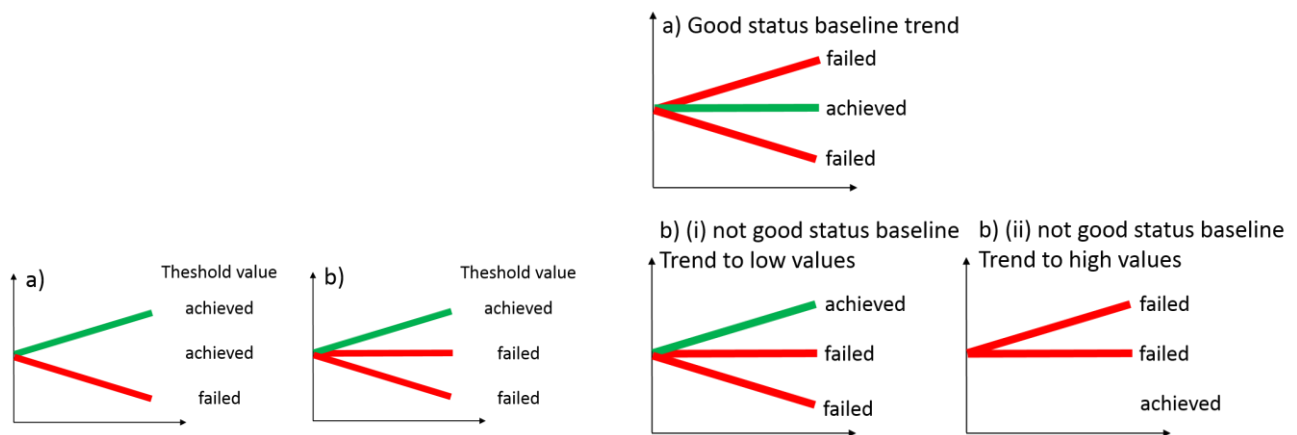 a) Good status baseline trend
failed
achieved
failed
a)
Theshold value
achieved
achieved
failed
b)
Theshold value
achieved
failed
failed
b) (i) not good status baseline
Trend to low values
achieved
failed
failed
b) (ii) not good status baseline
Trend to high values
failed
failed
achieved